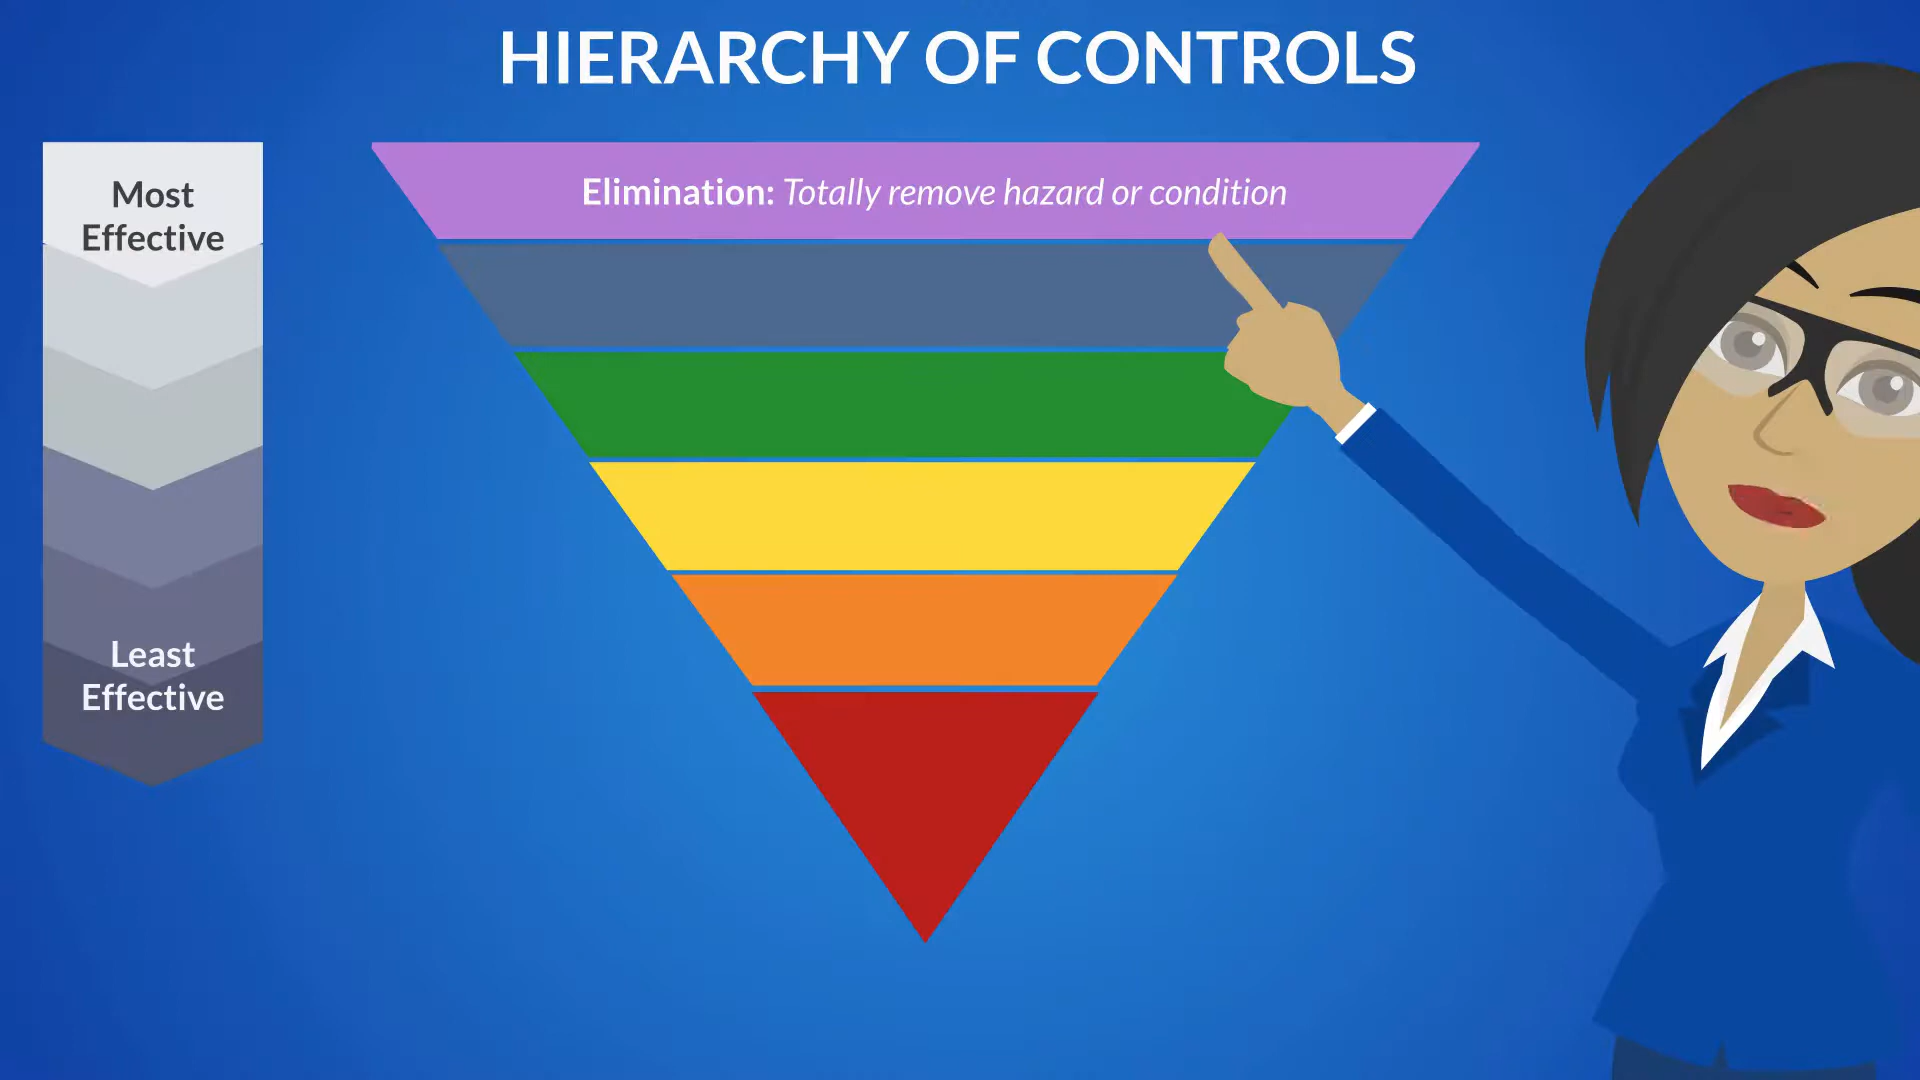 HIERARCHY OF CONTROLS
Most
Effective
Elimination: Totally remove hazard or condition
Least
Effective